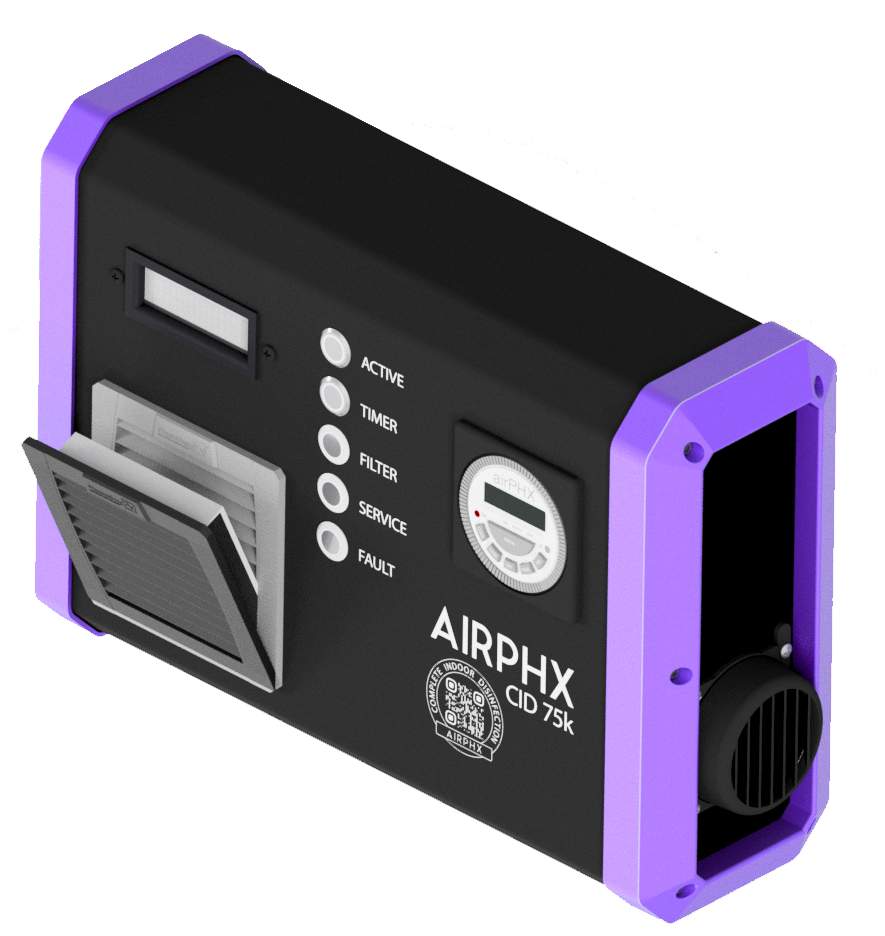 ACTIVE
TIMER
FILTER
SERVICE
FAULT
airPHX
AIRPHX
CID 75k
COMPLETE INDOOR DISINFECTION
AIRPHX